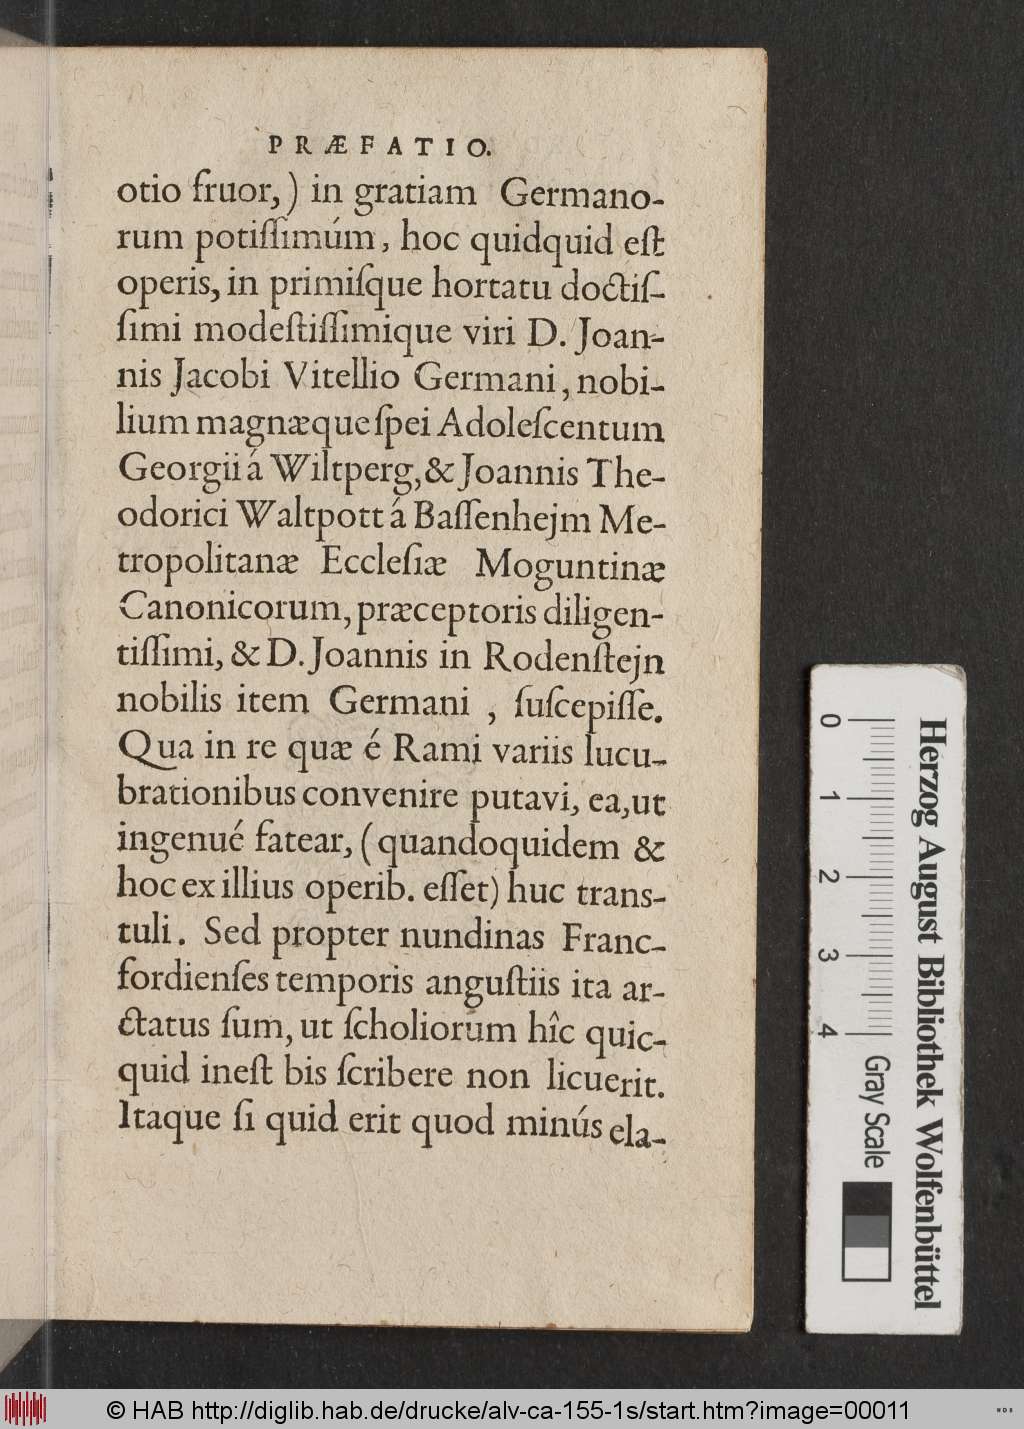 PRÆFATIO.
otio fruor,) in gratiam Germano-
rum potiſſimúm, hoc quidquid eſt
operis, in primiſque hortatu doctiſ-
ſimi modeſtiſſimique viri D. Joan-
nis Jacobi Vitellio Germani, nobi-
lium magnæque ſpei Adoleſcentum
Georgii á Wiltperg, & Joannis The-
odorici Waltpott á Baſſenhejm Me-
tropolitanæ Eccleſiæ Moguntinæ
Canonicorum, præceptoris diligen-
tiſſimi, & D. Joannis in Rodenſtejn
nobilis item Germani, ſuſcepiſſe.
Qua in re quæ é Rami variis lucu-
brationibus convenire putavi, ea, ut
ingenué fatear, (quandoquidem &
hoc ex illius operib. eſſet) huc trans-
tuli. Sed propter nundinas Franc-
fordienſes temporis anguſtiis ita ar-
ctatus ſum, ut ſcholiorum hîc quic-
quid ineſt bis ſcribere non licuerit.
Itaque ſi quid erit quod minús ela-
Herzog August Bibliothek Wolfenbüttel
0 1 2 3 4 Gray Scale
© HAB http://diglib.hab.de/drucke/alv-ca-155-1s/start.htm?image=00011